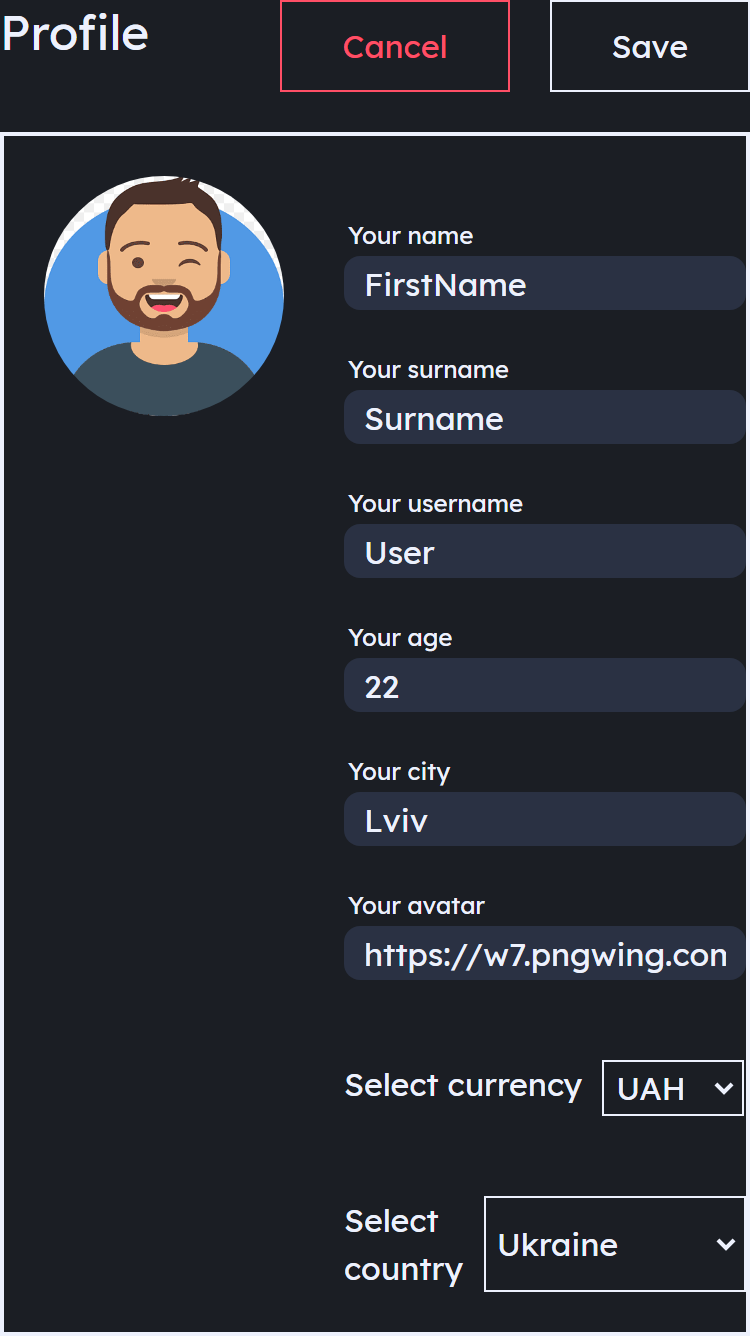 Profile
Cancel
Save
Your name
FirstName
Your surname
Surname
Your username
User
Your age
22
Your city
Lviv
Your avatar
https://w7.pngwing.con
Select currency
UAH
Select
country
Ukraine